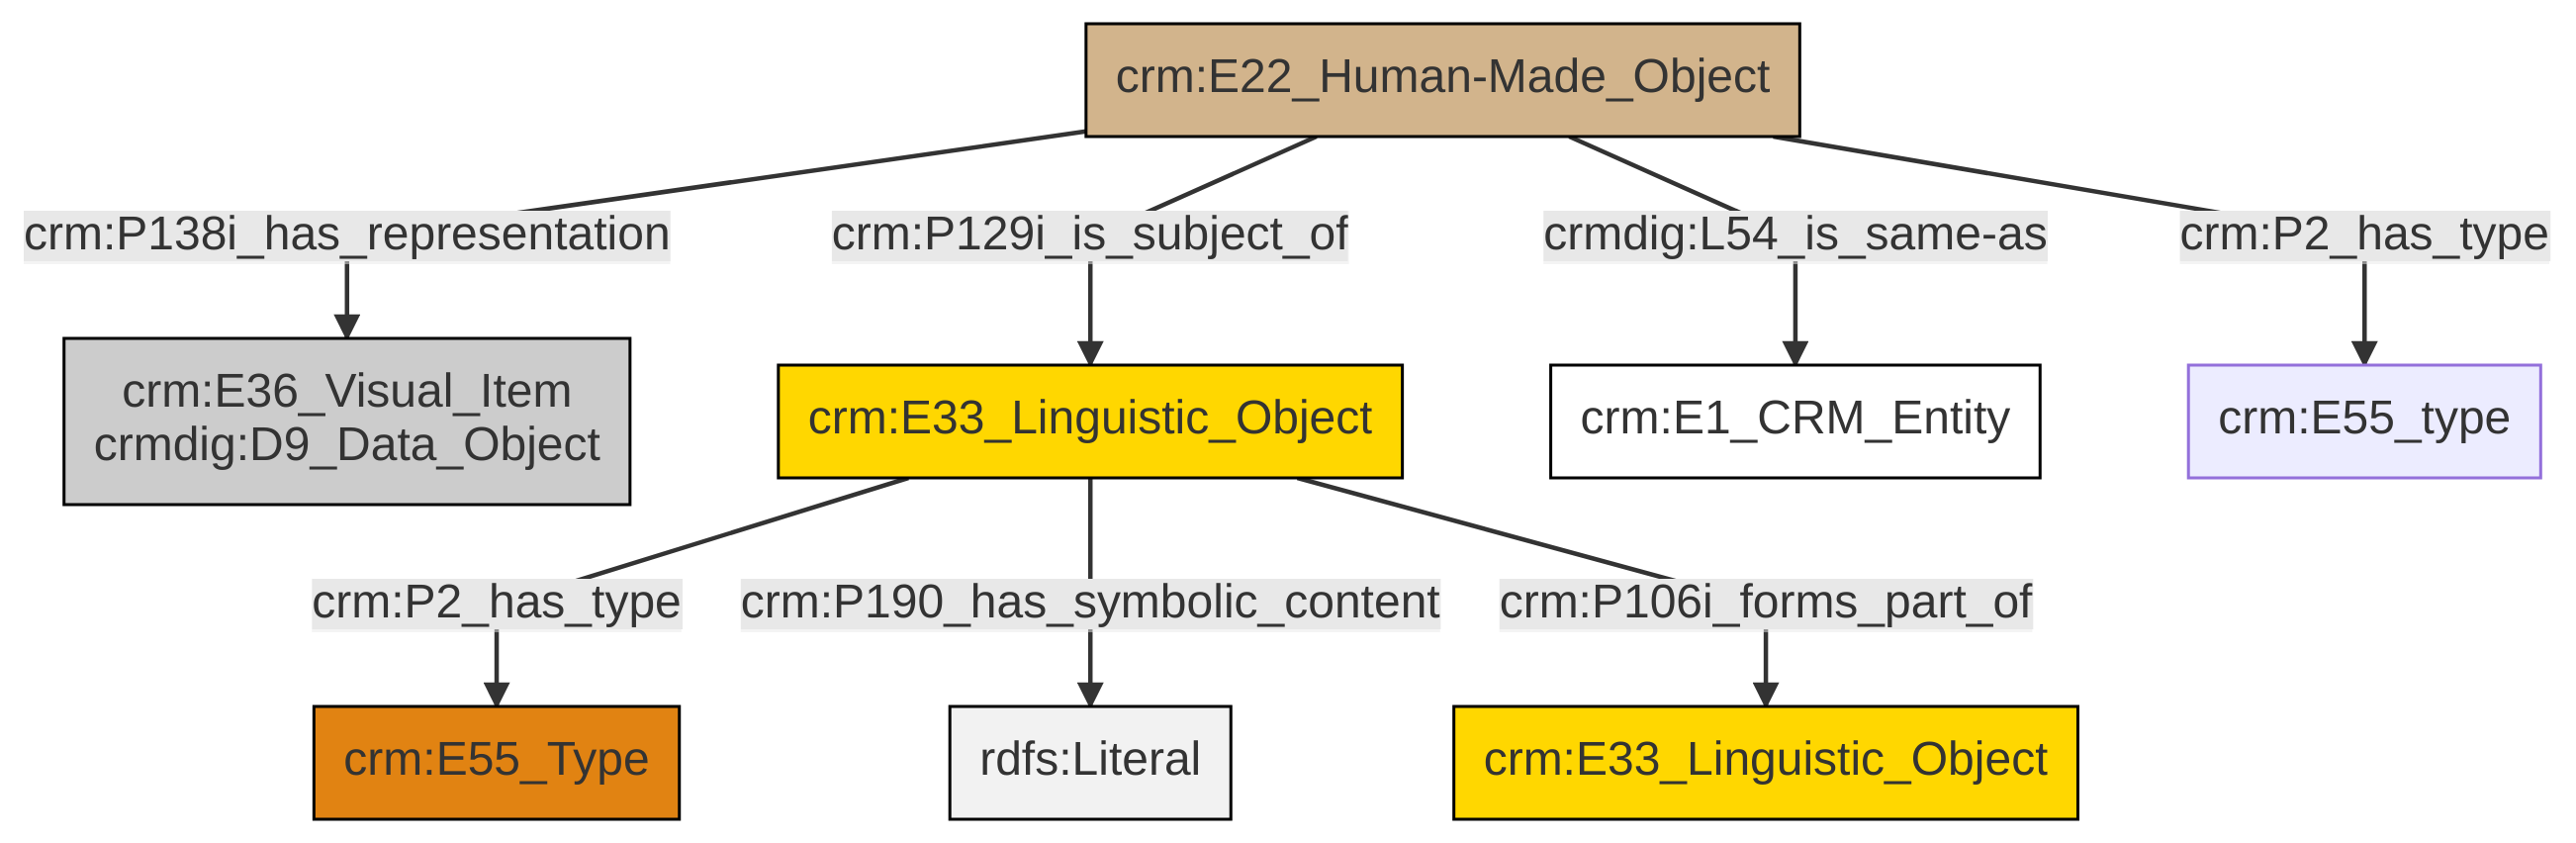 crm:E22_Human-Made_Object
crm:P138i_has_representation
crm:P129i_is_subject_of
crmdig:L54_is_same-as
crm:P2_has_type
crm:E36_Visual_Item
crmdig:D9_Data_Object
crm:E33_Linguistic_Object
crm:E1_CRM_Entity
crm:E55_type
crm:P2_has_type
crm:P190_has_symbolic_content
crm:P106i_forms_part_of
crm:E55_Type
rdfs:Literal
crm:E33_Linguistic_Object